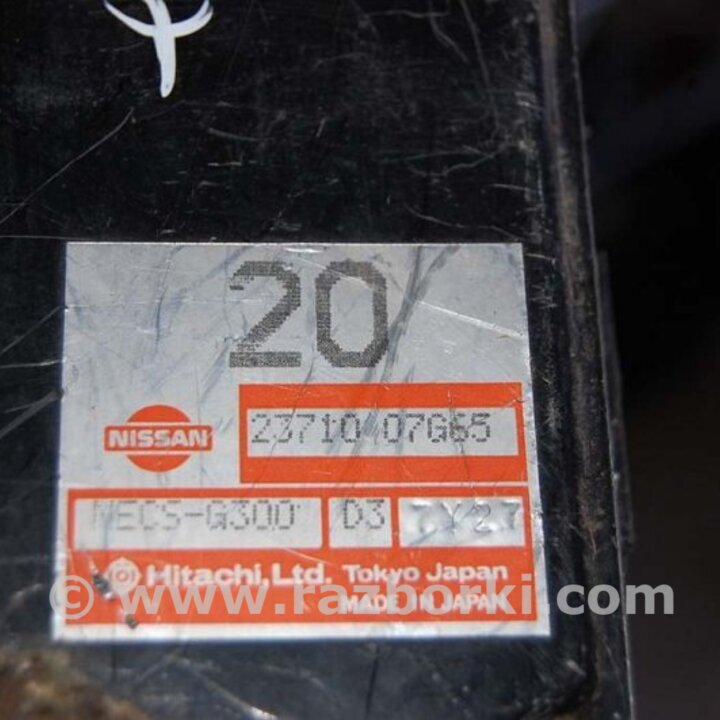 20
NISSAN
23710 07G65
MECS-G300 D3 7Y27
Hitachi, Ltd. Tokyo Japan
© www.razborki.com
MADE IN JAPAN